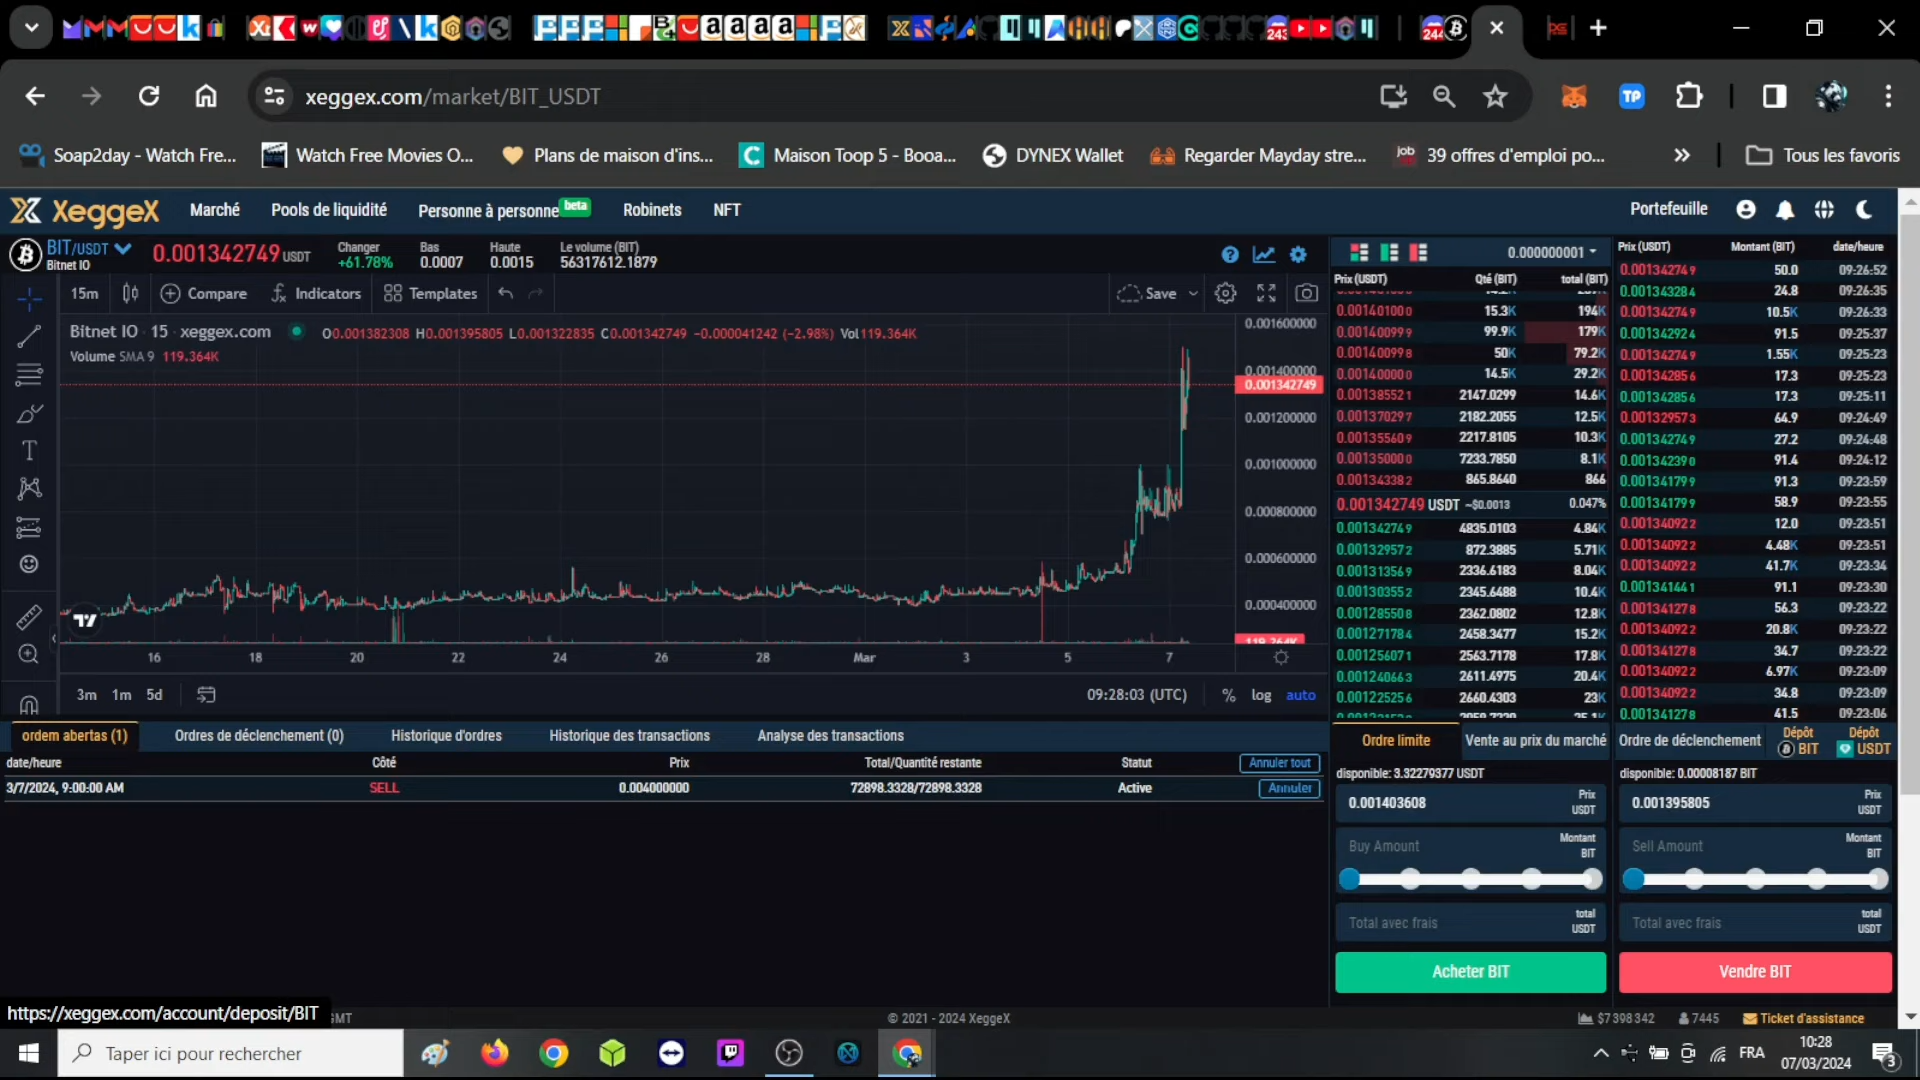 xeggex.com/market/BIT_USDT
Soap2day - Watch Fre...
Watch Free Movies O...
Plans de maison d'ins...
Maison Toop 5 - Booa...
DYNEX Wallet
Regarder Mayday stre...
39 offres d'emploi po...
Tous les favoris
XeggeX
Marché
Pools de liquidité
Personne à personne beta
Robinets
NFT
Portefeuille
BIT/USDT
Bitnet IO
0.001342749 USDT
Changer
+61.78%
Bas
0.0007
Haute
0.0015
Le volume (BIT)
56317612.1879
15m
Compare
Indicators
Templates
Save
Bitnet IO · 15 · xeggex.com
O0.001382308 H0.001395805 L0.001322835 C0.001342749 -0.000041242 (-2.98%) Vol119.364K
Volume SMA 9 119.364K
0.001600000
0.001400000
0.001342749
0.001200000
0.001000000
0.000800000
0.000600000
0.000400000
119.364K
16 18 20 22 24 26 28 Mar 3 5 7
3m 1m 5d
09:28:03 (UTC)
% log auto
0.000000001
Prix (USDT) Qté (BIT) total (BIT)
0.001401000 15.3K 194K
0.001400999 99.9K 179K
0.001400998 50K 79.2K
0.001400000 14.5K 29.2K
0.001385521 2147.0299 14.6K
0.001370297 2182.2055 12.5K
0.001355609 2217.8105 10.3K
0.001350000 7233.7850 8.1K
0.001343382 865.8640 866
0.001342749 USDT ~$0.0013 0.047%
0.001342749 4835.0103 4.84K
0.001329572 872.3885 5.71K
0.001313569 2336.6183 8.04K
0.001303552 2345.6488 10.4K
0.001285508 2362.0802 12.8K
0.001271784 2458.3477 15.2K
0.001256071 2563.7178 17.8K
0.001240663 2611.4975 20.4K
0.001225256 2660.4303 23K
Prix (USDT) Montant (BIT) date/heure
0.001342749 50.0 09:26:52
0.001343284 24.8 09:26:35
0.001342749 10.5K 09:26:33
0.001342924 91.5 09:25:37
0.001342749 1.55K 09:25:23
0.001342856 17.3 09:25:23
0.001342856 17.3 09:25:11
0.001329573 64.9 09:24:49
0.001342749 27.2 09:24:48
0.001342390 91.4 09:24:12
0.001341799 91.3 09:23:59
0.001341799 58.9 09:23:55
0.001340922 12.0 09:23:51
0.001340922 4.48K 09:23:51
0.001340922 41.7K 09:23:34
0.001341441 91.1 09:23:30
0.001341278 56.3 09:23:22
0.001340922 20.8K 09:23:22
0.001341278 34.7 09:23:22
0.001340922 6.97K 09:23:09
0.001340922 34.8 09:23:09
0.001341278 41.5 09:23:06
ordem abertas (1)
Ordres de déclenchement (0)
Historique d'ordres
Historique des transactions
Analyse des transactions
date/heure Côté Prix Total/Quantité restante Statut Annuler tout
3/7/2024, 9:00:00 AM SELL 0.004000000 72898.3328/72898.3328 Active Annuler
Ordre limite
Vente au prix du marché
Ordre de déclenchement
Dépôt
BIT
Dépôt
USDT
disponible: 3.32279377 USDT
0.001403608
Prix
USDT
Buy Amount
Montant
BIT
Total avec frais
total
USDT
Acheter BIT
disponible: 0.00008187 BIT
0.001395805
Prix
USDT
Sell Amount
Montant
BIT
Total avec frais
total
USDT
Vendre BIT
https://xeggex.com/account/deposit/BIT
GMT
© 2021 - 2024 XeggeX
$7 398 342
7445
Ticket d'assistance
Taper ici pour rechercher
FRA
10:28
07/03/2024
3